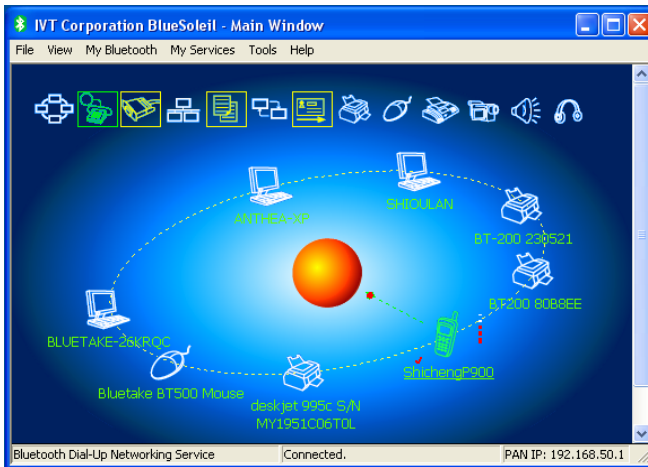 IVT Corporation BlueSoleil - Main Window
File View My Bluetooth My Services Tools Help
SHIOULAN
ANTHEA-XP
BT-200 230521
BT200 80B8EE
BLUETAKE-26KRQC
ShichengP900
Bluetake BT500 Mouse
deskjet 995c S/N
MY1951C06T0L
Bluetooth Dial-Up Networking Service Connected. PAN IP: 192.168.50.1